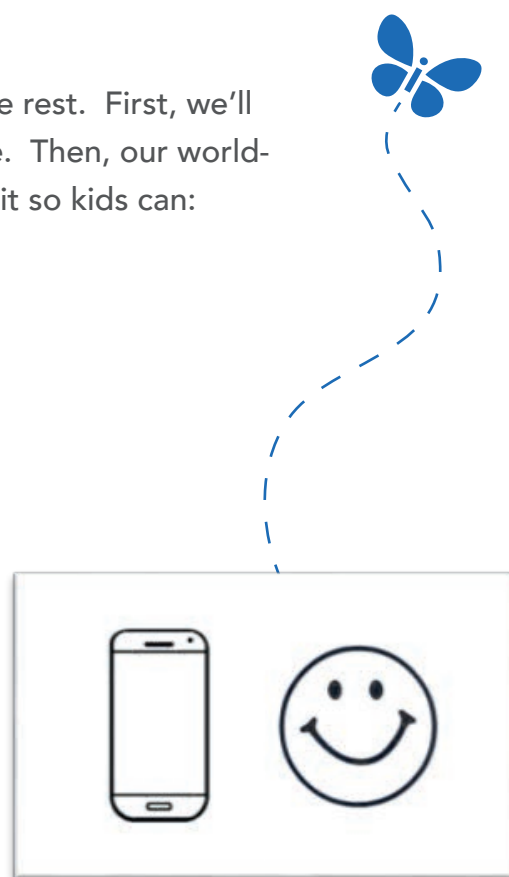 e rest. First, we'll
e. Then, our world-
it so kids can: